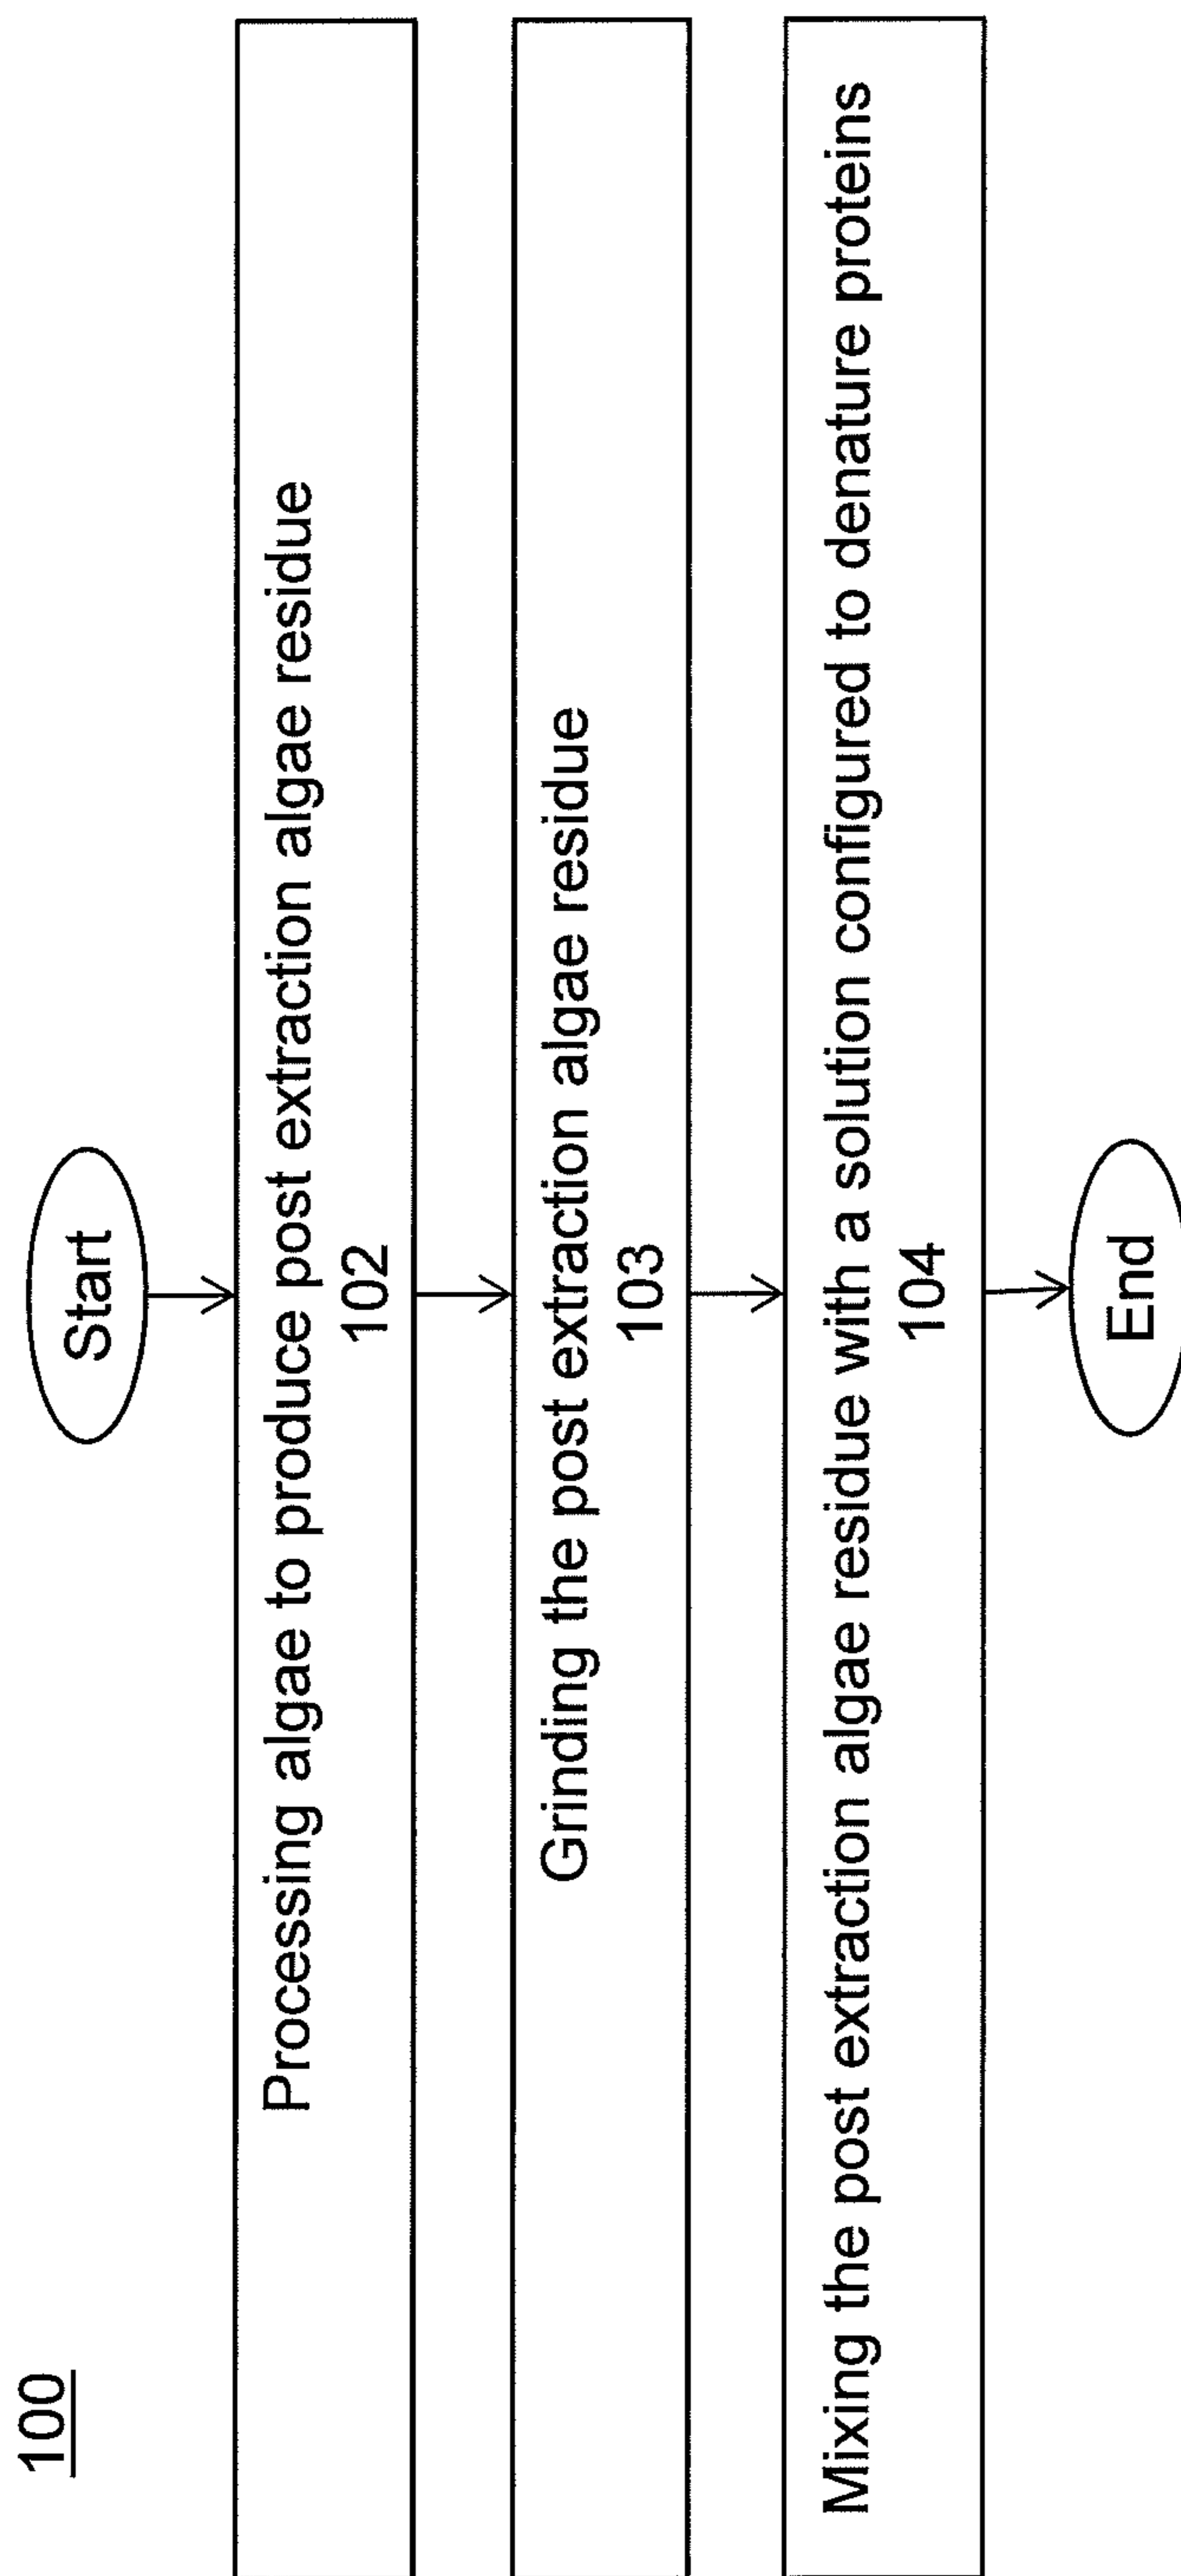 100
Start
Processing algae to produce post extraction algae residue
102
Grinding the post extraction algae residue
103
Mixing the post extraction algae residue with a solution configured to denature proteins
104
End